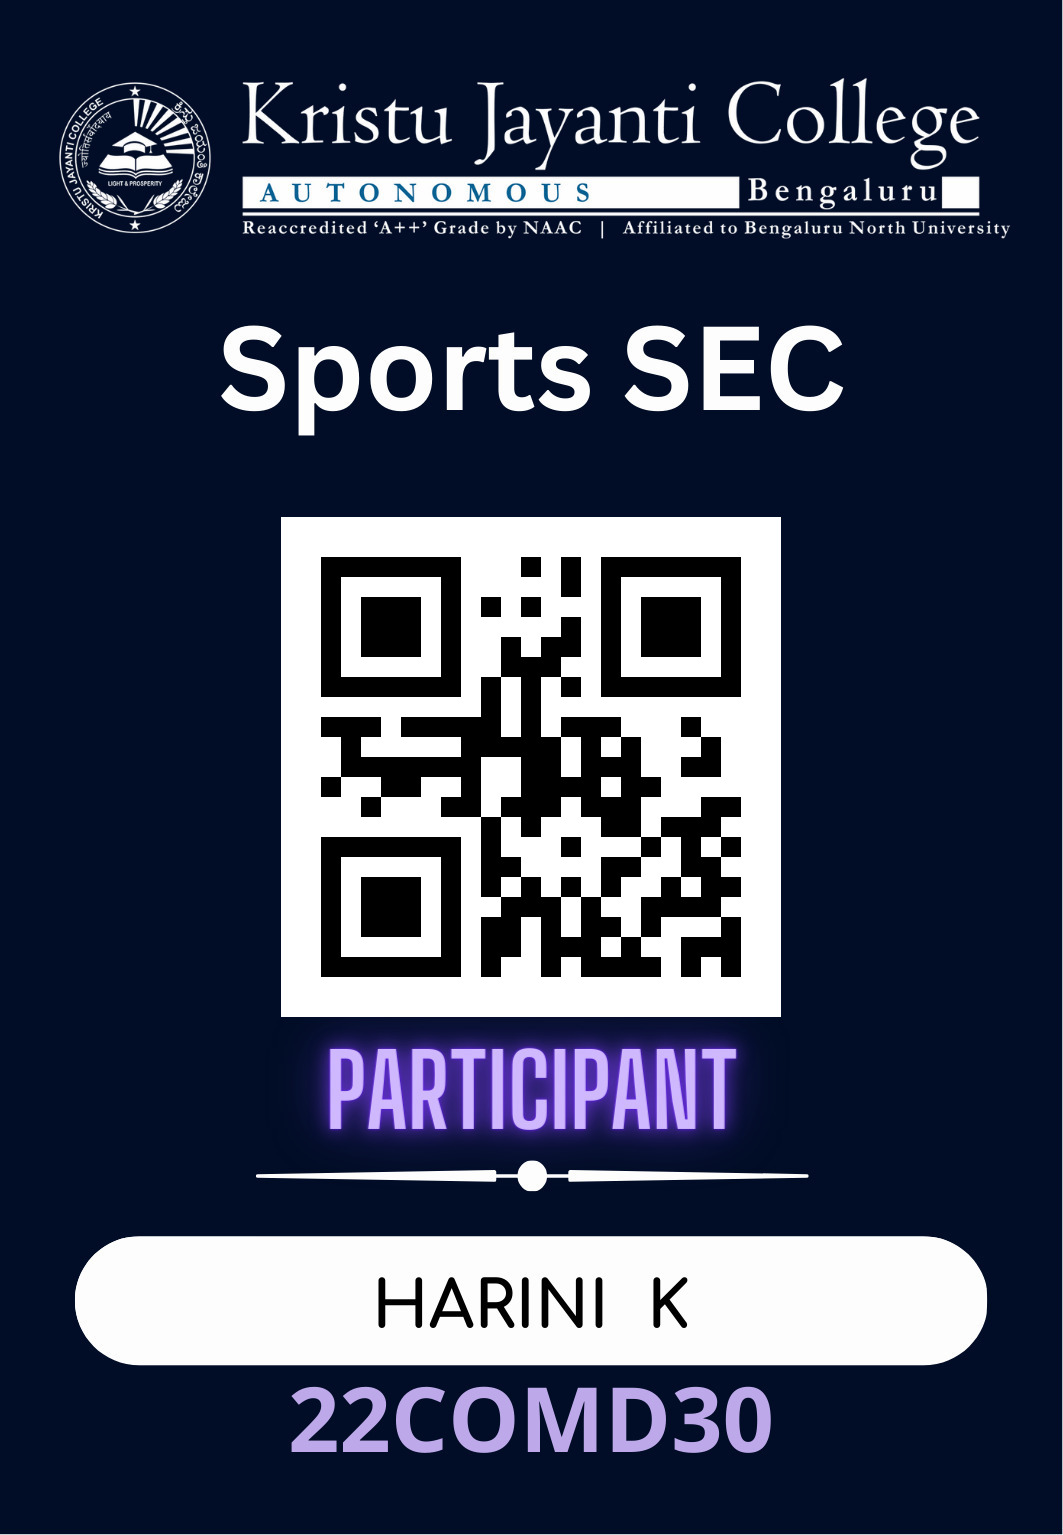 KRISTU JAYANTI COLLEGE
ಕ್ರಿಸ್ತು ಜಯಂತಿ ಕಾಲೇಜು
LIGHT & PROSPERITY
Kristu Jayanti College
AUTONOMOUS Bengaluru
Reaccredited ‘A++’ Grade by NAAC | Affiliated to Bengaluru North University
Sports SEC
PARTICIPANT
HARINI K
22COMD30